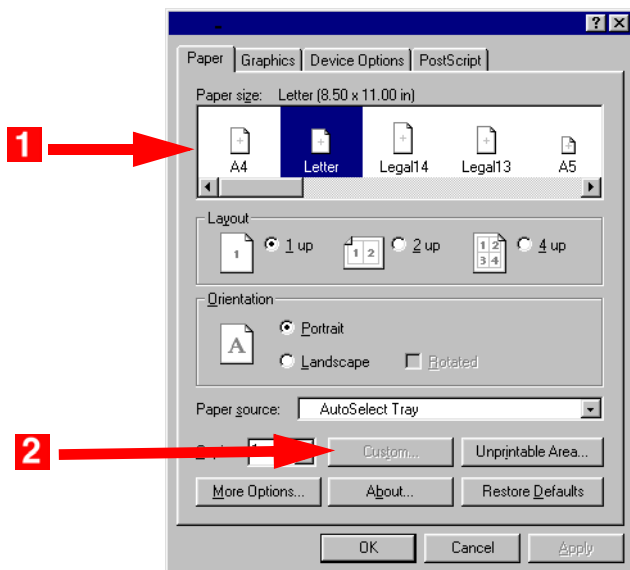 Paper Graphics Device Options PostScript
Paper size: Letter (8.50 x 11.00 in)
1
A4 Letter Legal14 Legal13 A5
Layout
1 1 up 1 2 2 up 1 2 3 4 4 up
Orientation
A Portrait
Landscape Rotated
Paper source: AutoSelect Tray
2
Custom... Unprintable Area...
More Options... About... Restore Defaults
OK Cancel Apply